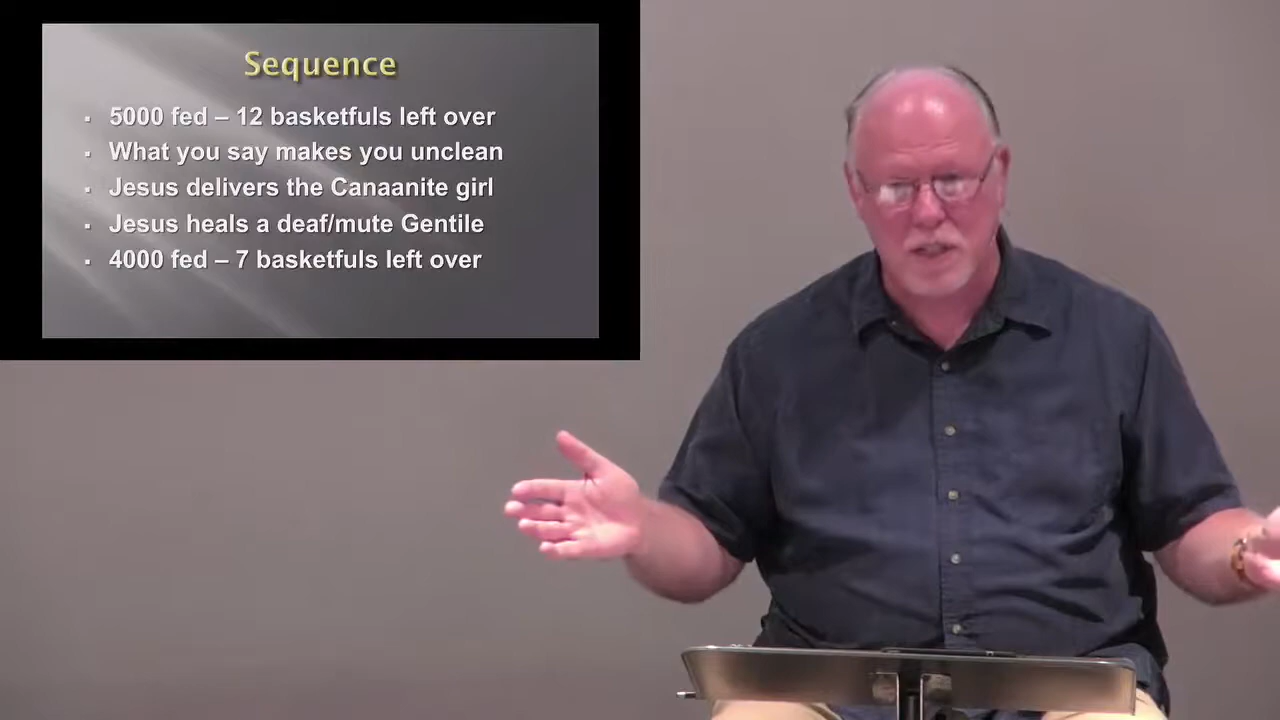 Sequence
▪ 5000 fed – 12 basketfuls left over
▪ What you say makes you unclean
▪ Jesus delivers the Canaanite girl
▪ Jesus heals a deaf/mute Gentile
▪ 4000 fed – 7 basketfuls left over